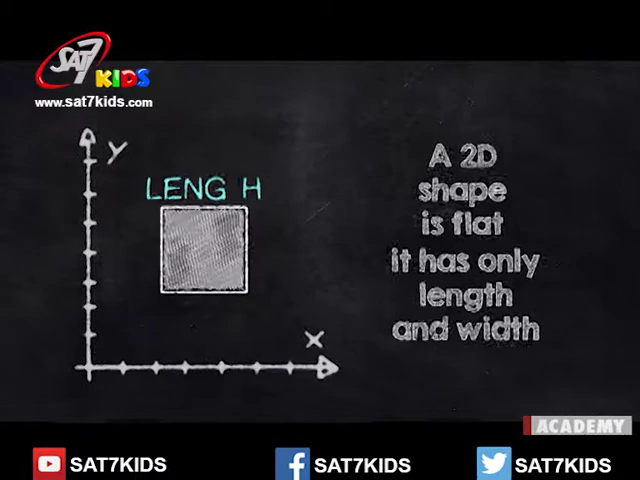 SAT7
KIDS
www.sat7kids.com
Y
LENG H
X
A 2D
shape
is flat
it has only
length
and width
ACADEMY
SAT7KIDS
SAT7KIDS
SAT7KIDS